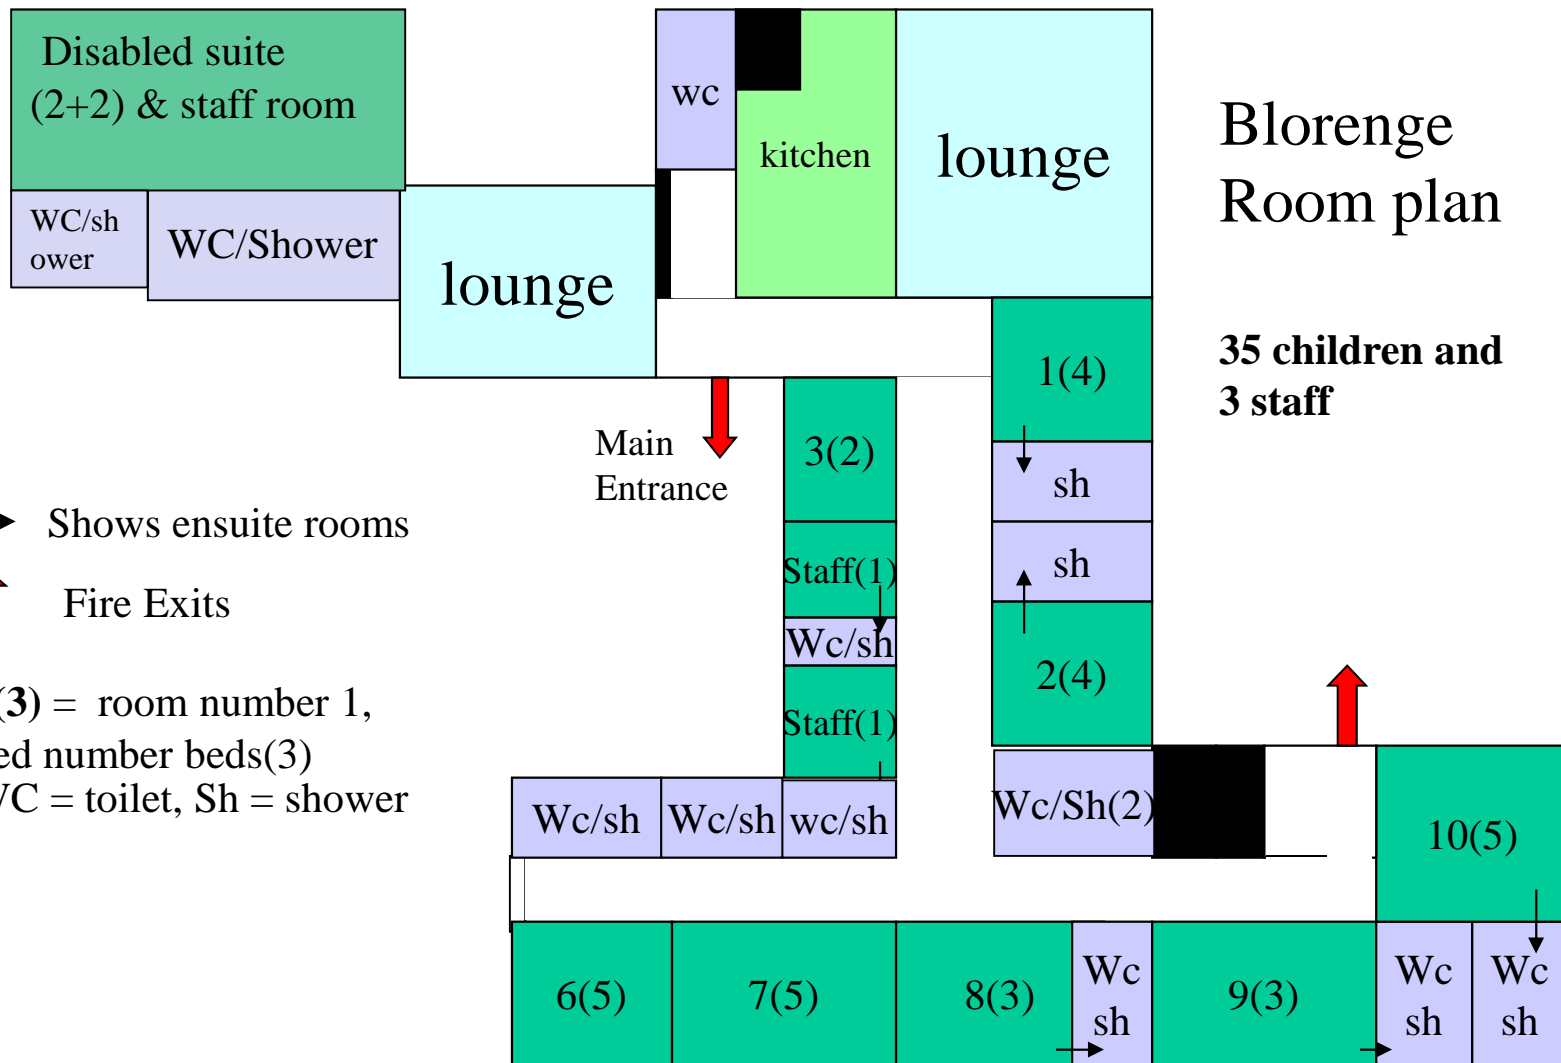 Disabled suite
(2+2) & staff room
wc
kitchen
lounge
Blorenge
Room plan
WC/sh
ower
WC/Shower
lounge
35 children and
3 staff
1(4)
Main
Entrance
3(2)
sh
Shows ensuite rooms
Staff(1)
sh
Fire Exits
Wc/sh
2(4)
(3) = room number 1,
ed number beds(3)
Staff(1)
VC = toilet, Sh = shower
Wc/sh
Wc/sh
wc/sh
Wc/Sh(2)
10(5)
6(5)
7(5)
8(3)
Wc
sh
9(3)
Wc
sh
Wc
sh